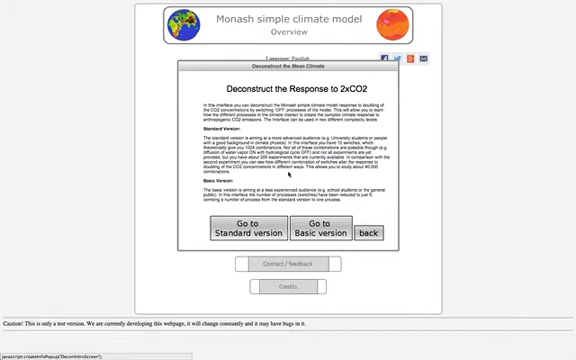 Monash simple climate model
Overview
Language: English
Deconstruct the Mean Climate
Deconstruct the Response to 2xCO2
In this interface you can deconstruct the Monash simple climate model response to doubling of
the CO2 concentrations by switching 'OFF' processes of the model. This will allow you to learn
how the different processes in the climate interact to create the complex climate response to
anthropogenic CO2 emissions. The interface can be used in two different complexity levels:
Standard Version:
The standard version is aiming at a more advanced audience (e.g. University students or people
with a good background in climate physics). In this interface you have 10 switches, which
theoretically give you 1024 combinations. Not all of these combinations are possible though (e.g.
diffusion of water vapor ON with hydrological cycle OFF) and not all experiments are yet
provided, but you have about 200 experiments that are currently available. In comparison with the
second experiment you can see how different combination of switches alter the response to
doubling of the CO2 concentrations in different ways. This allows you to study about 40,000
combinations.
Basic Version:
The basic version is aiming at a less experienced audience (e.g. school students or the general
public). In this interface the number of processes (switches) have been reduced to just 5,
combining a number of process from the standard version to one process.
Go to
Standard version
Go to
Basic version
back
Contact / feedback
Credits
Caution! This is only a test version. We are currently developing this webpage, it will change constantly and it may have bugs in it.
javascript:createInfoPopup('DeconIntroScreen');